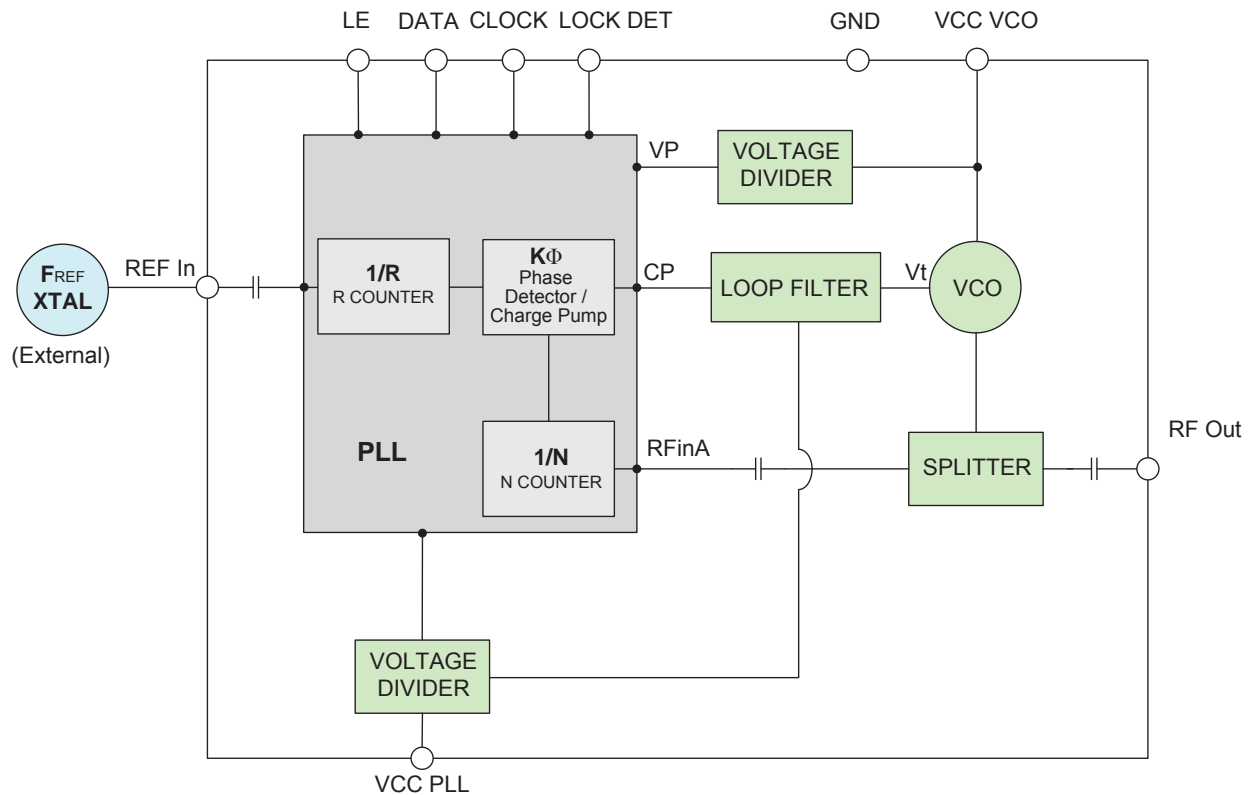 LE DATA CLOCK LOCK DET GND VCC VCO
VP
VOLTAGE
DIVIDER
FREF
XTAL
(External)
REF In
1/R
R COUNTER
KΦ
Phase
Detector /
Charge Pump
CP
LOOP FILTER
Vt
VCO
PLL
1/N
N COUNTER
RFinA
SPLITTER
RF Out
VOLTAGE
DIVIDER
VCC PLL